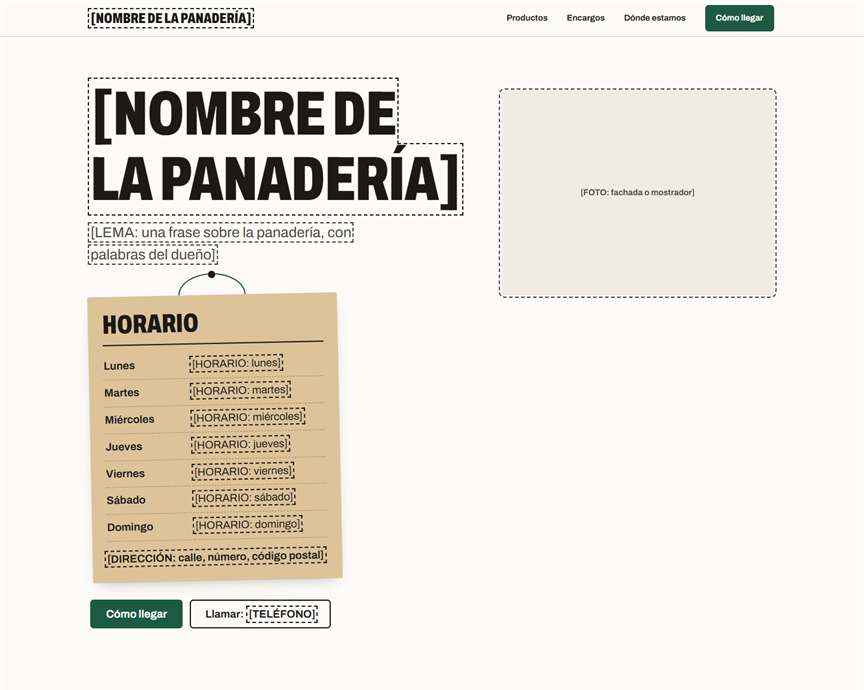 [NOMBRE DE LA PANADERÍA]
Productos
Encargos
Dónde estamos
Cómo llegar
[NOMBRE DE
LA PANADERÍA]
[LEMA: una frase sobre la panadería, con
palabras del dueño]
[FOTO: fachada o mostrador]
HORARIO
Lunes [HORARIO: lunes]
Martes [HORARIO: martes]
Miércoles [HORARIO: miércoles]
Jueves [HORARIO: jueves]
Viernes [HORARIO: viernes]
Sábado [HORARIO: sábado]
Domingo [HORARIO: domingo]
[DIRECCIÓN: calle, número, código postal]
Cómo llegar
Llamar: [TELÉFONO]